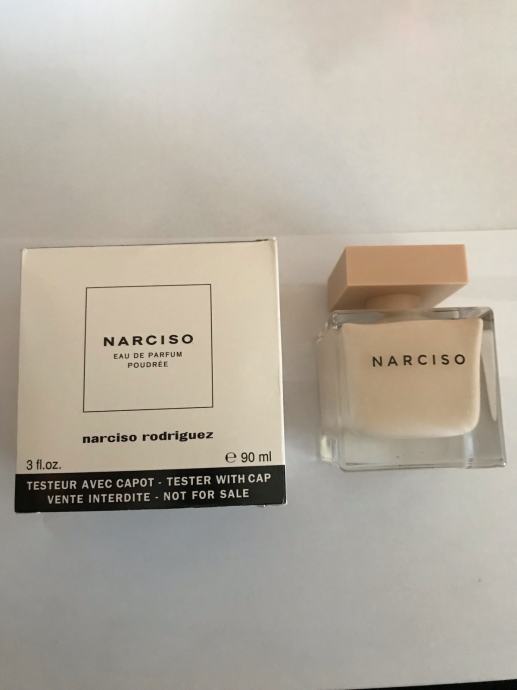 NARCISO
EAU DE PARFUM
POUDRÉE
narciso rodriguez
3 fl.oz. ℮ 90 ml
TESTEUR AVEC CAPOT - TESTER WITH CAP
VENTE INTERDITE - NOT FOR SALE
NARCISO